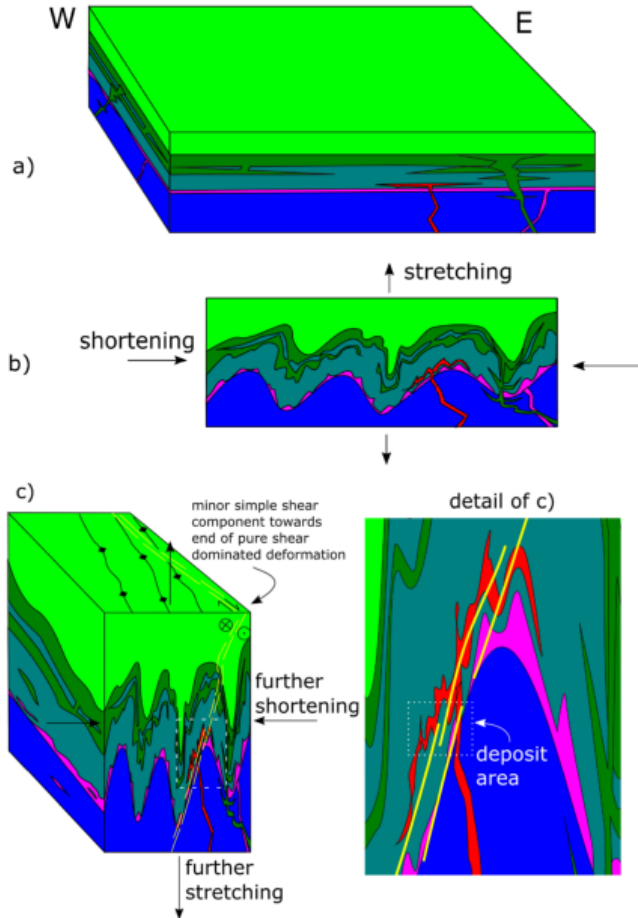 W
E
a)
stretching
shortening
b)
c)
minor simple shear
component towards
end of pure shear
dominated deformation
further
shortening
further
stretching
detail of c)
deposit
area